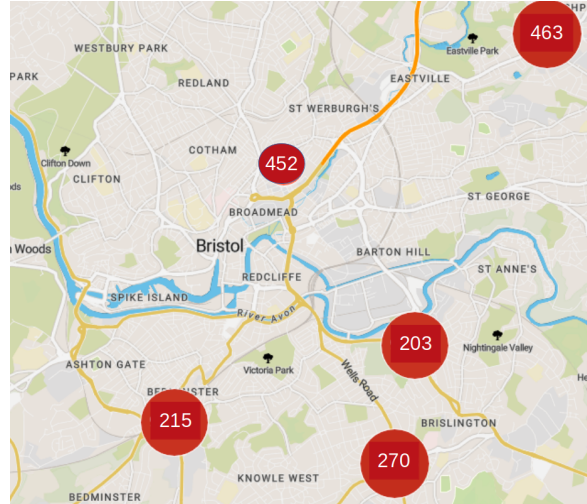 SHP
463
WESTBURY PARK
Eastville Park
PARK
REDLAND
EASTVILLE
ST WERBURGH'S
COTHAM
452
Clifton Down
CLIFTON
ST GEORGE
BROADMEAD
Bristol
Woods
BARTON HILL
REDCLIFFE
ST ANNE'S
SPIKE ISLAND
River Avon
203
Nightingale Valley
ASHTON GATE
Victoria Park
Wells Road
He
215
BRISLINGTON
270
KNOWLE WEST
BEDMINSTER